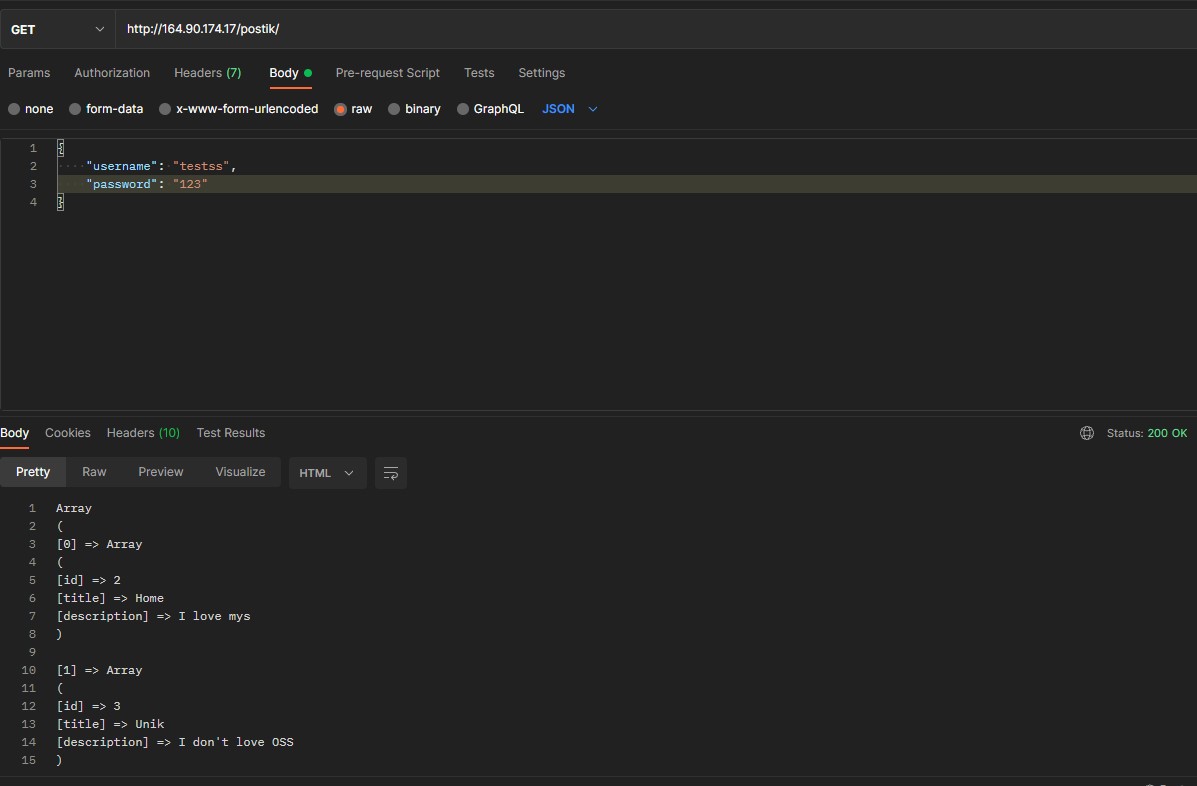 GET http://164.90.174.17/postik/
Params Authorization Headers (7) Body Pre-request Script Tests Settings
none form-data x-www-form-urlencoded raw binary GraphQL JSON
1 {
2 "username": "testss",
3 "password": "123"
4 }
Body Cookies Headers (10) Test Results Status: 200 OK
Pretty Raw Preview Visualize HTML
1 Array
2 (
3 [0] => Array
4 (
5 [id] => 2
6 [title] => Home
7 [description] => I love mys
8 )
9
10 [1] => Array
11 (
12 [id] => 3
13 [title] => Unik
14 [description] => I don't love OSS
15 )